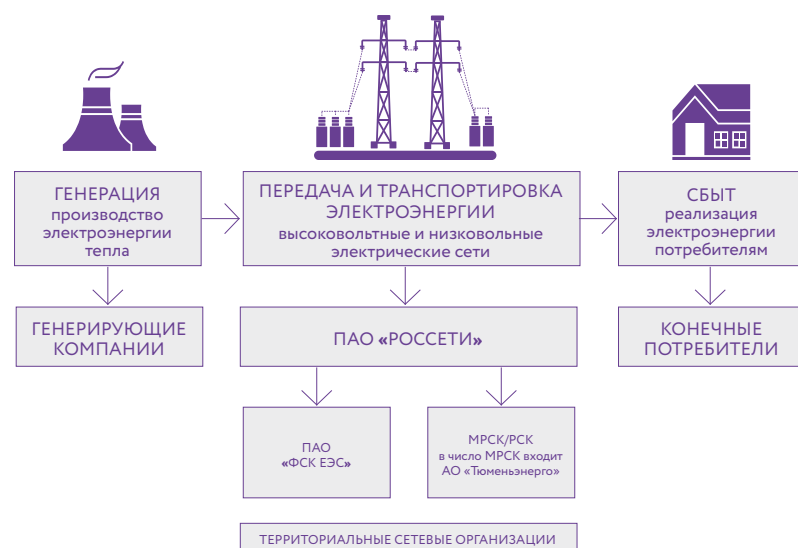 ГЕНЕРАЦИЯ
производство
электроэнергии
тепла
ПЕРЕДАЧА И ТРАНСПОРТИРОВКА
ЭЛЕКТРОЭНЕРГИИ
высоковольтные и низковольные
электрические сети
СБЫТ
реализация
электроэнергии
потребителям
ГЕНЕРИРУЮЩИЕ
КОМПАНИИ
ПАО «РОССЕТИ»
КОНЕЧНЫЕ
ПОТРЕБИТЕЛИ
ПАО
«ФСК ЕЭС»
МРСК/РСК
в число МРСК входит
АО «Тюменьэнерго»
ТЕРРИТОРИАЛЬНЫЕ СЕТЕВЫЕ ОРГАНИЗАЦИИ